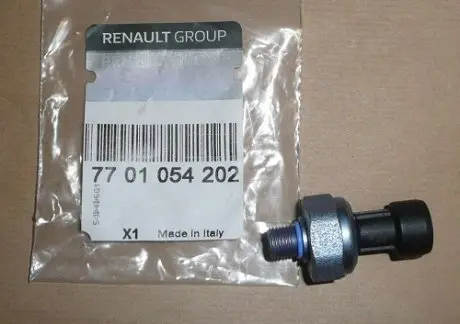 RENAULT GROUP
77 01 054 202
X1 Made in Italy